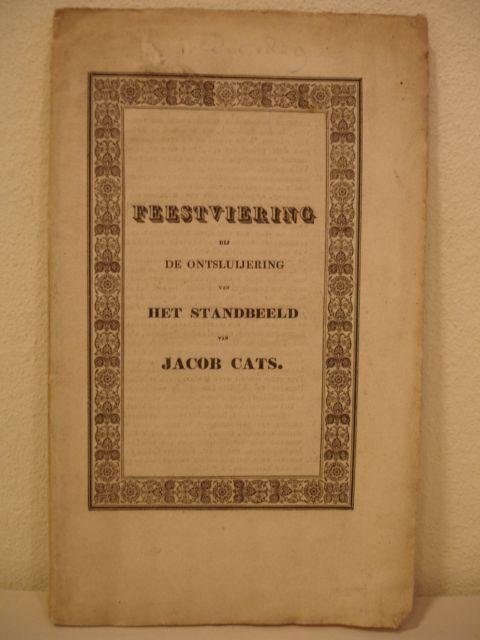 FEESTVIERING
BIJ
DE ONTSLUIJERING
VAN
HET STANDBEELD
VAN
JACOB CATS.